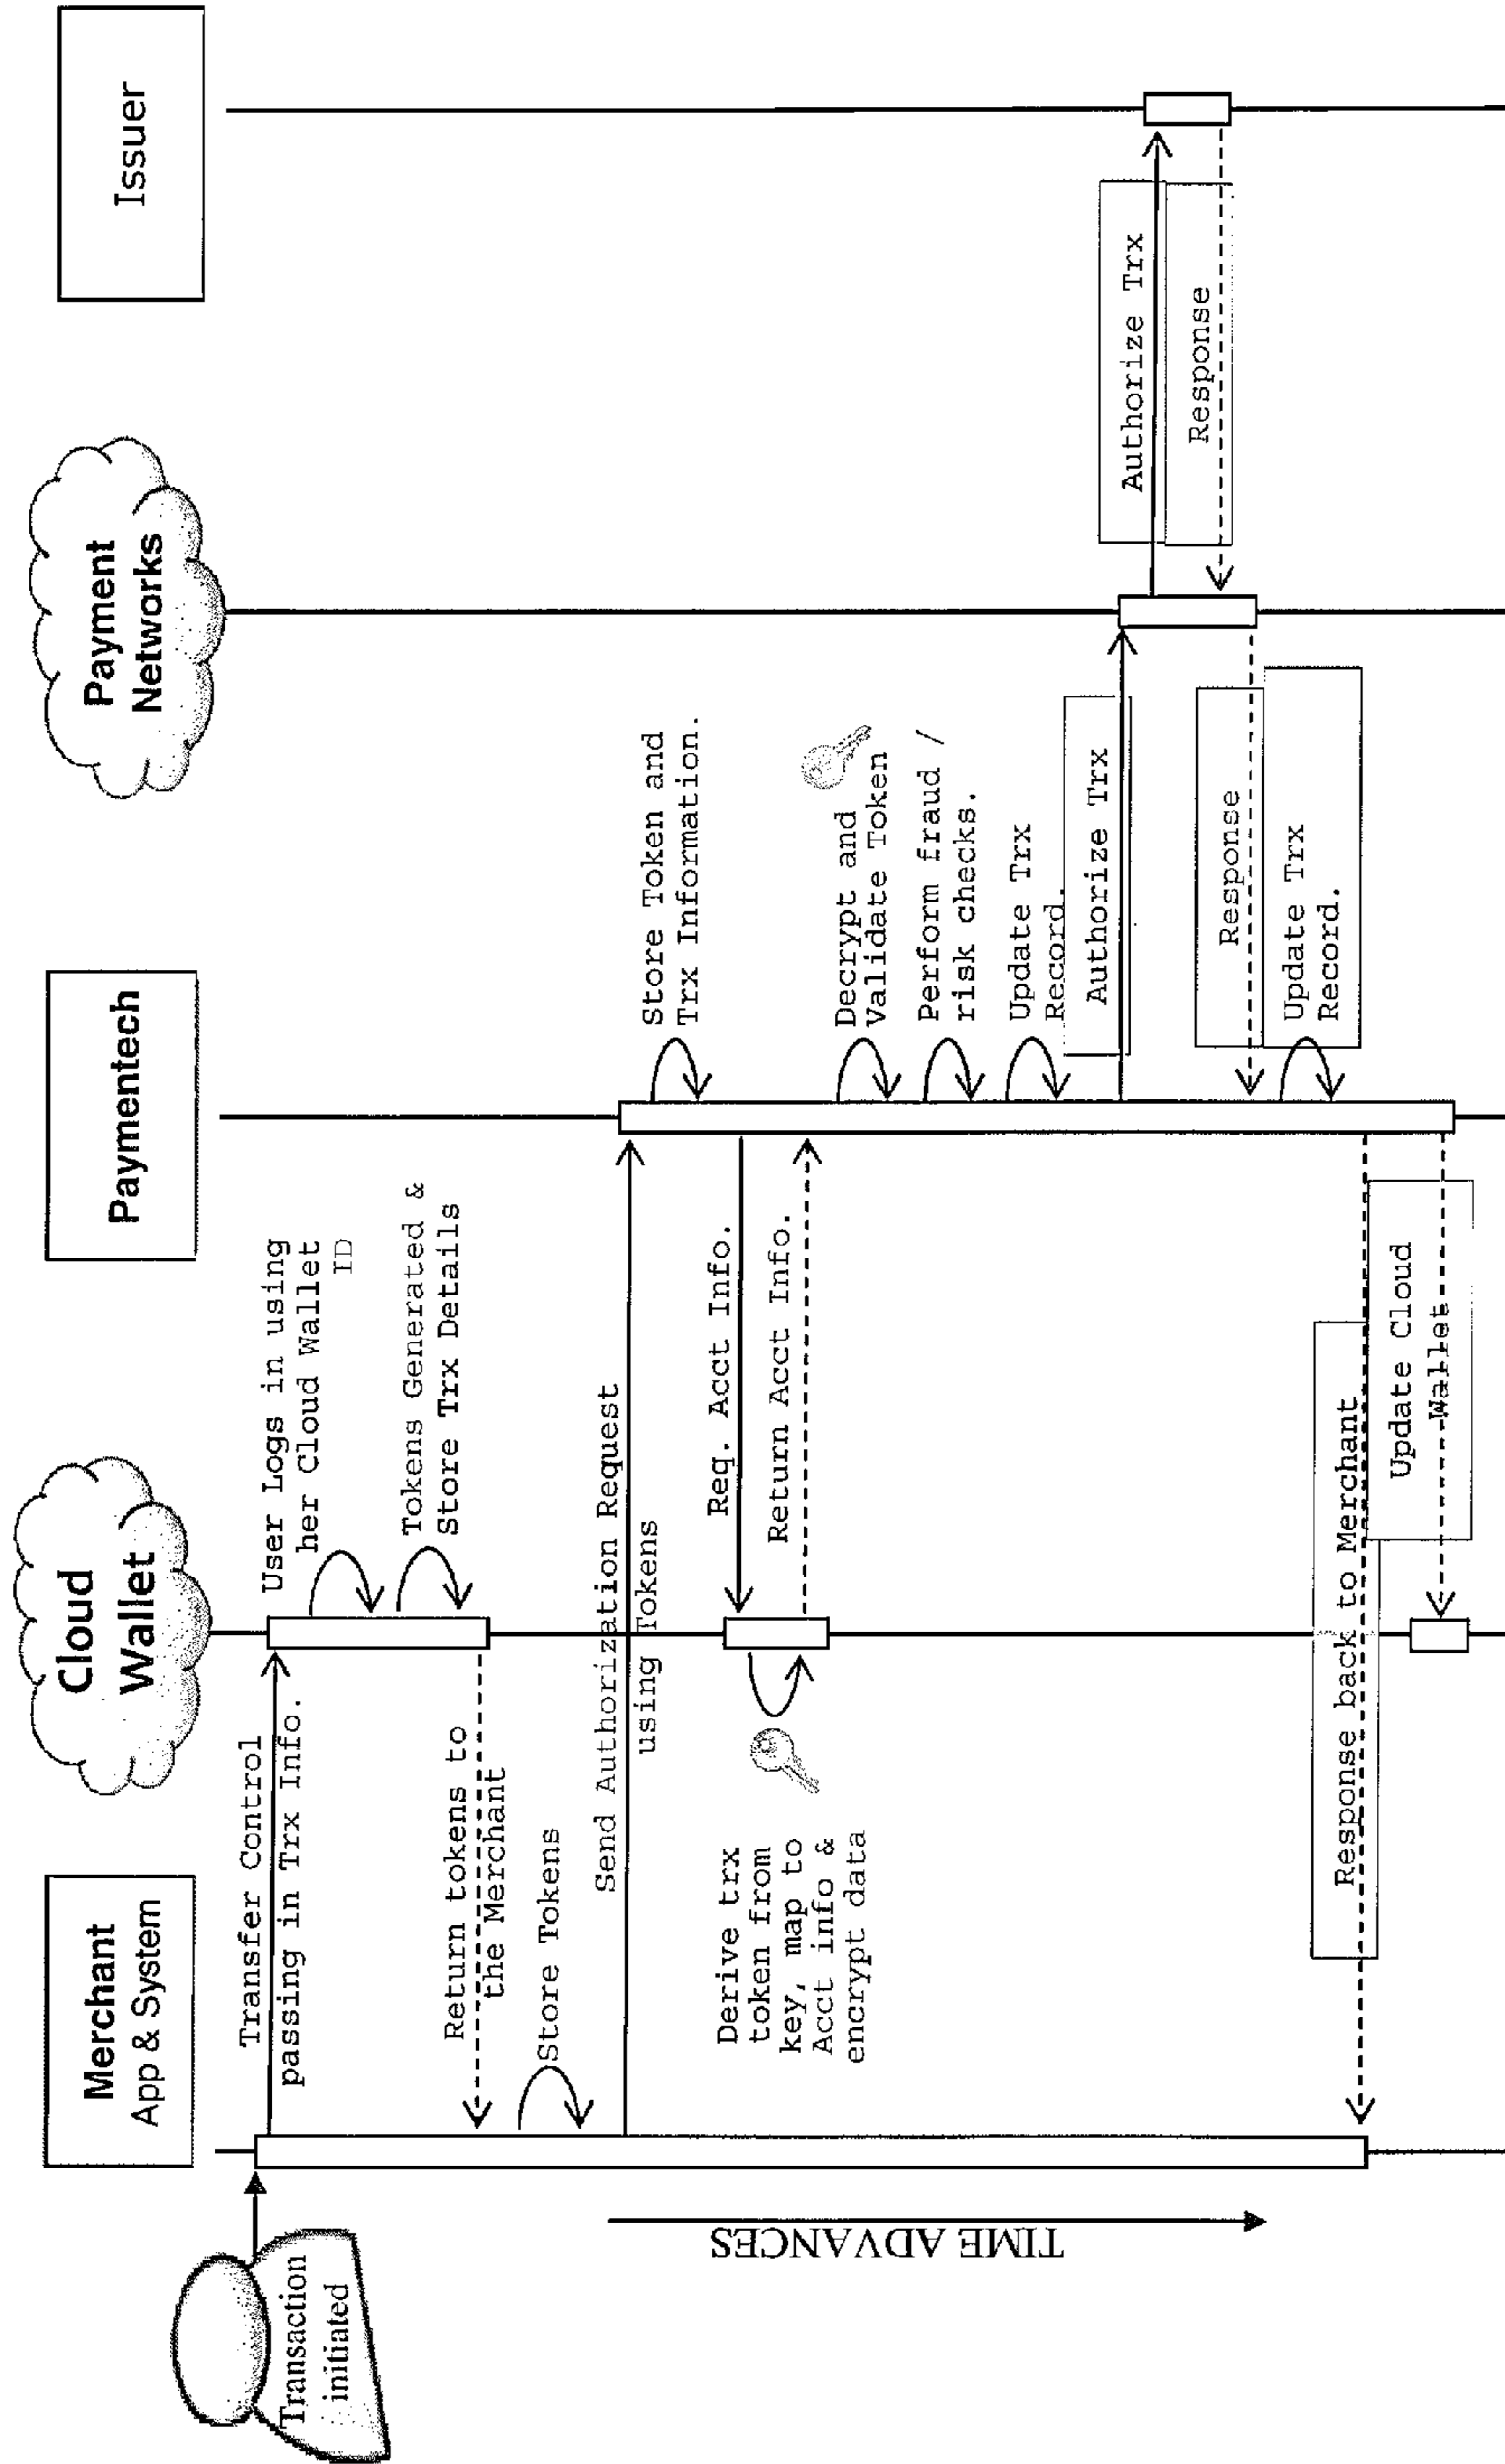 Merchant
App & System
Cloud
Wallet
Paymentech
Payment
Networks
Issuer
Transaction
initiated
Transfer Control
passing in Trx Info.
User Logs in using
her Cloud Wallet
ID
Tokens Generated &
Store Trx Details
Return tokens to
the Merchant
Store Tokens
Send Authorization Request
using Tokens
Store Token and
Trx Information.
Req. Acct Info.
Derive trx
token from
key, map to
Acct info &
encrypt data
Return Acct Info.
Decrypt and
Validate Token
Perform fraud /
risk checks.
Update Trx
Record.
Authorize Trx
Authorize Trx
Response
Response
Update Trx
Record.
Response back to Merchant
Update Cloud
Wallet
TIME ADVANCES